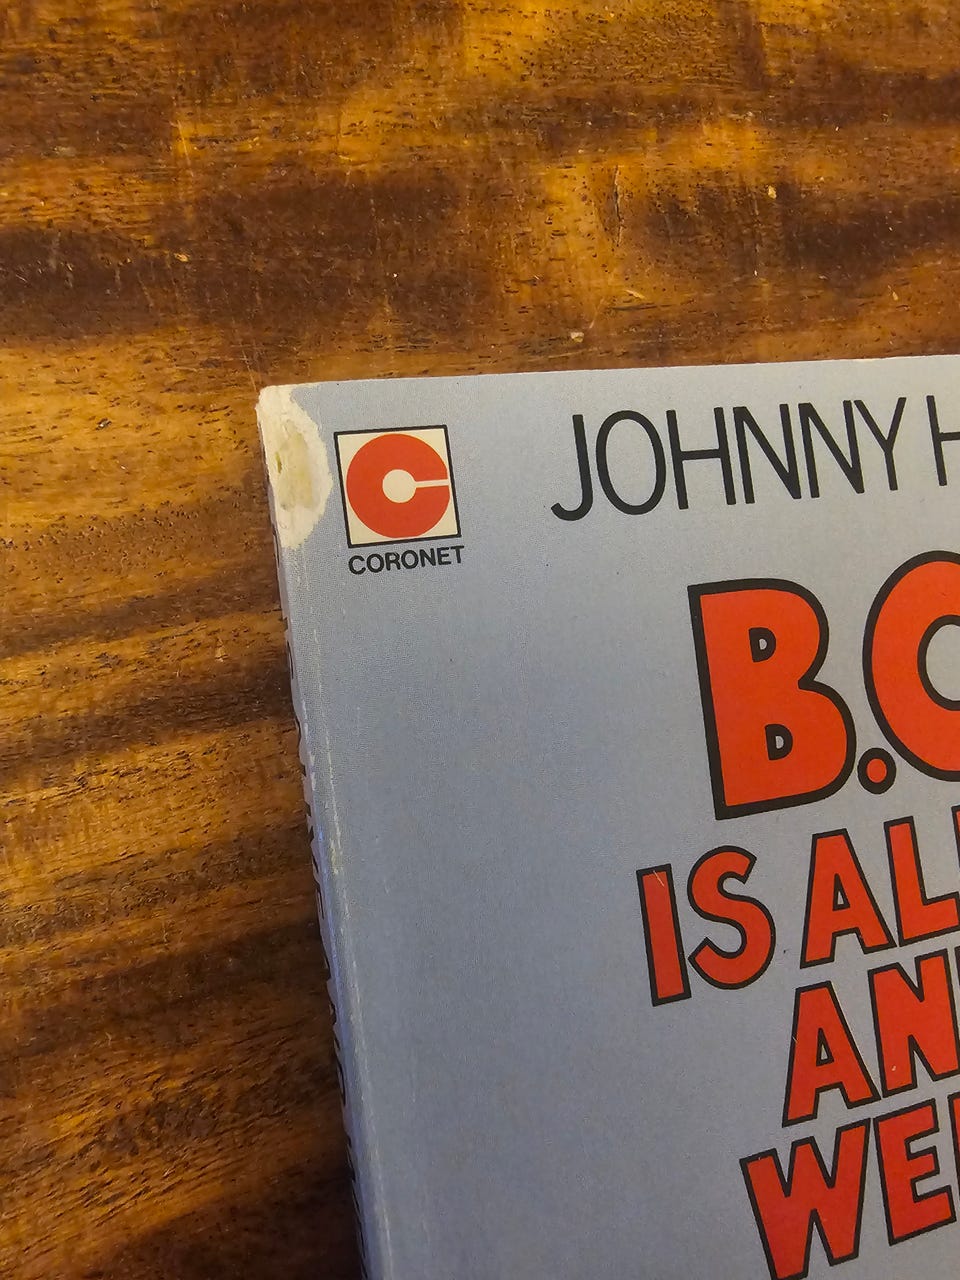 CORONET
JOHNNY H
B.C
IS AL
AN
WE